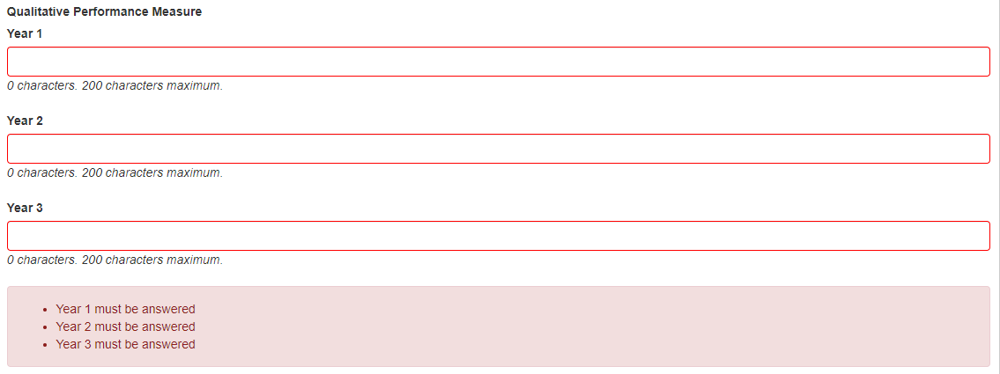 Qualitative Performance Measure
Year 1
0 characters. 200 characters maximum.
Year 2
0 characters. 200 characters maximum.
Year 3
0 characters. 200 characters maximum.
• Year 1 must be answered
• Year 2 must be answered
• Year 3 must be answered